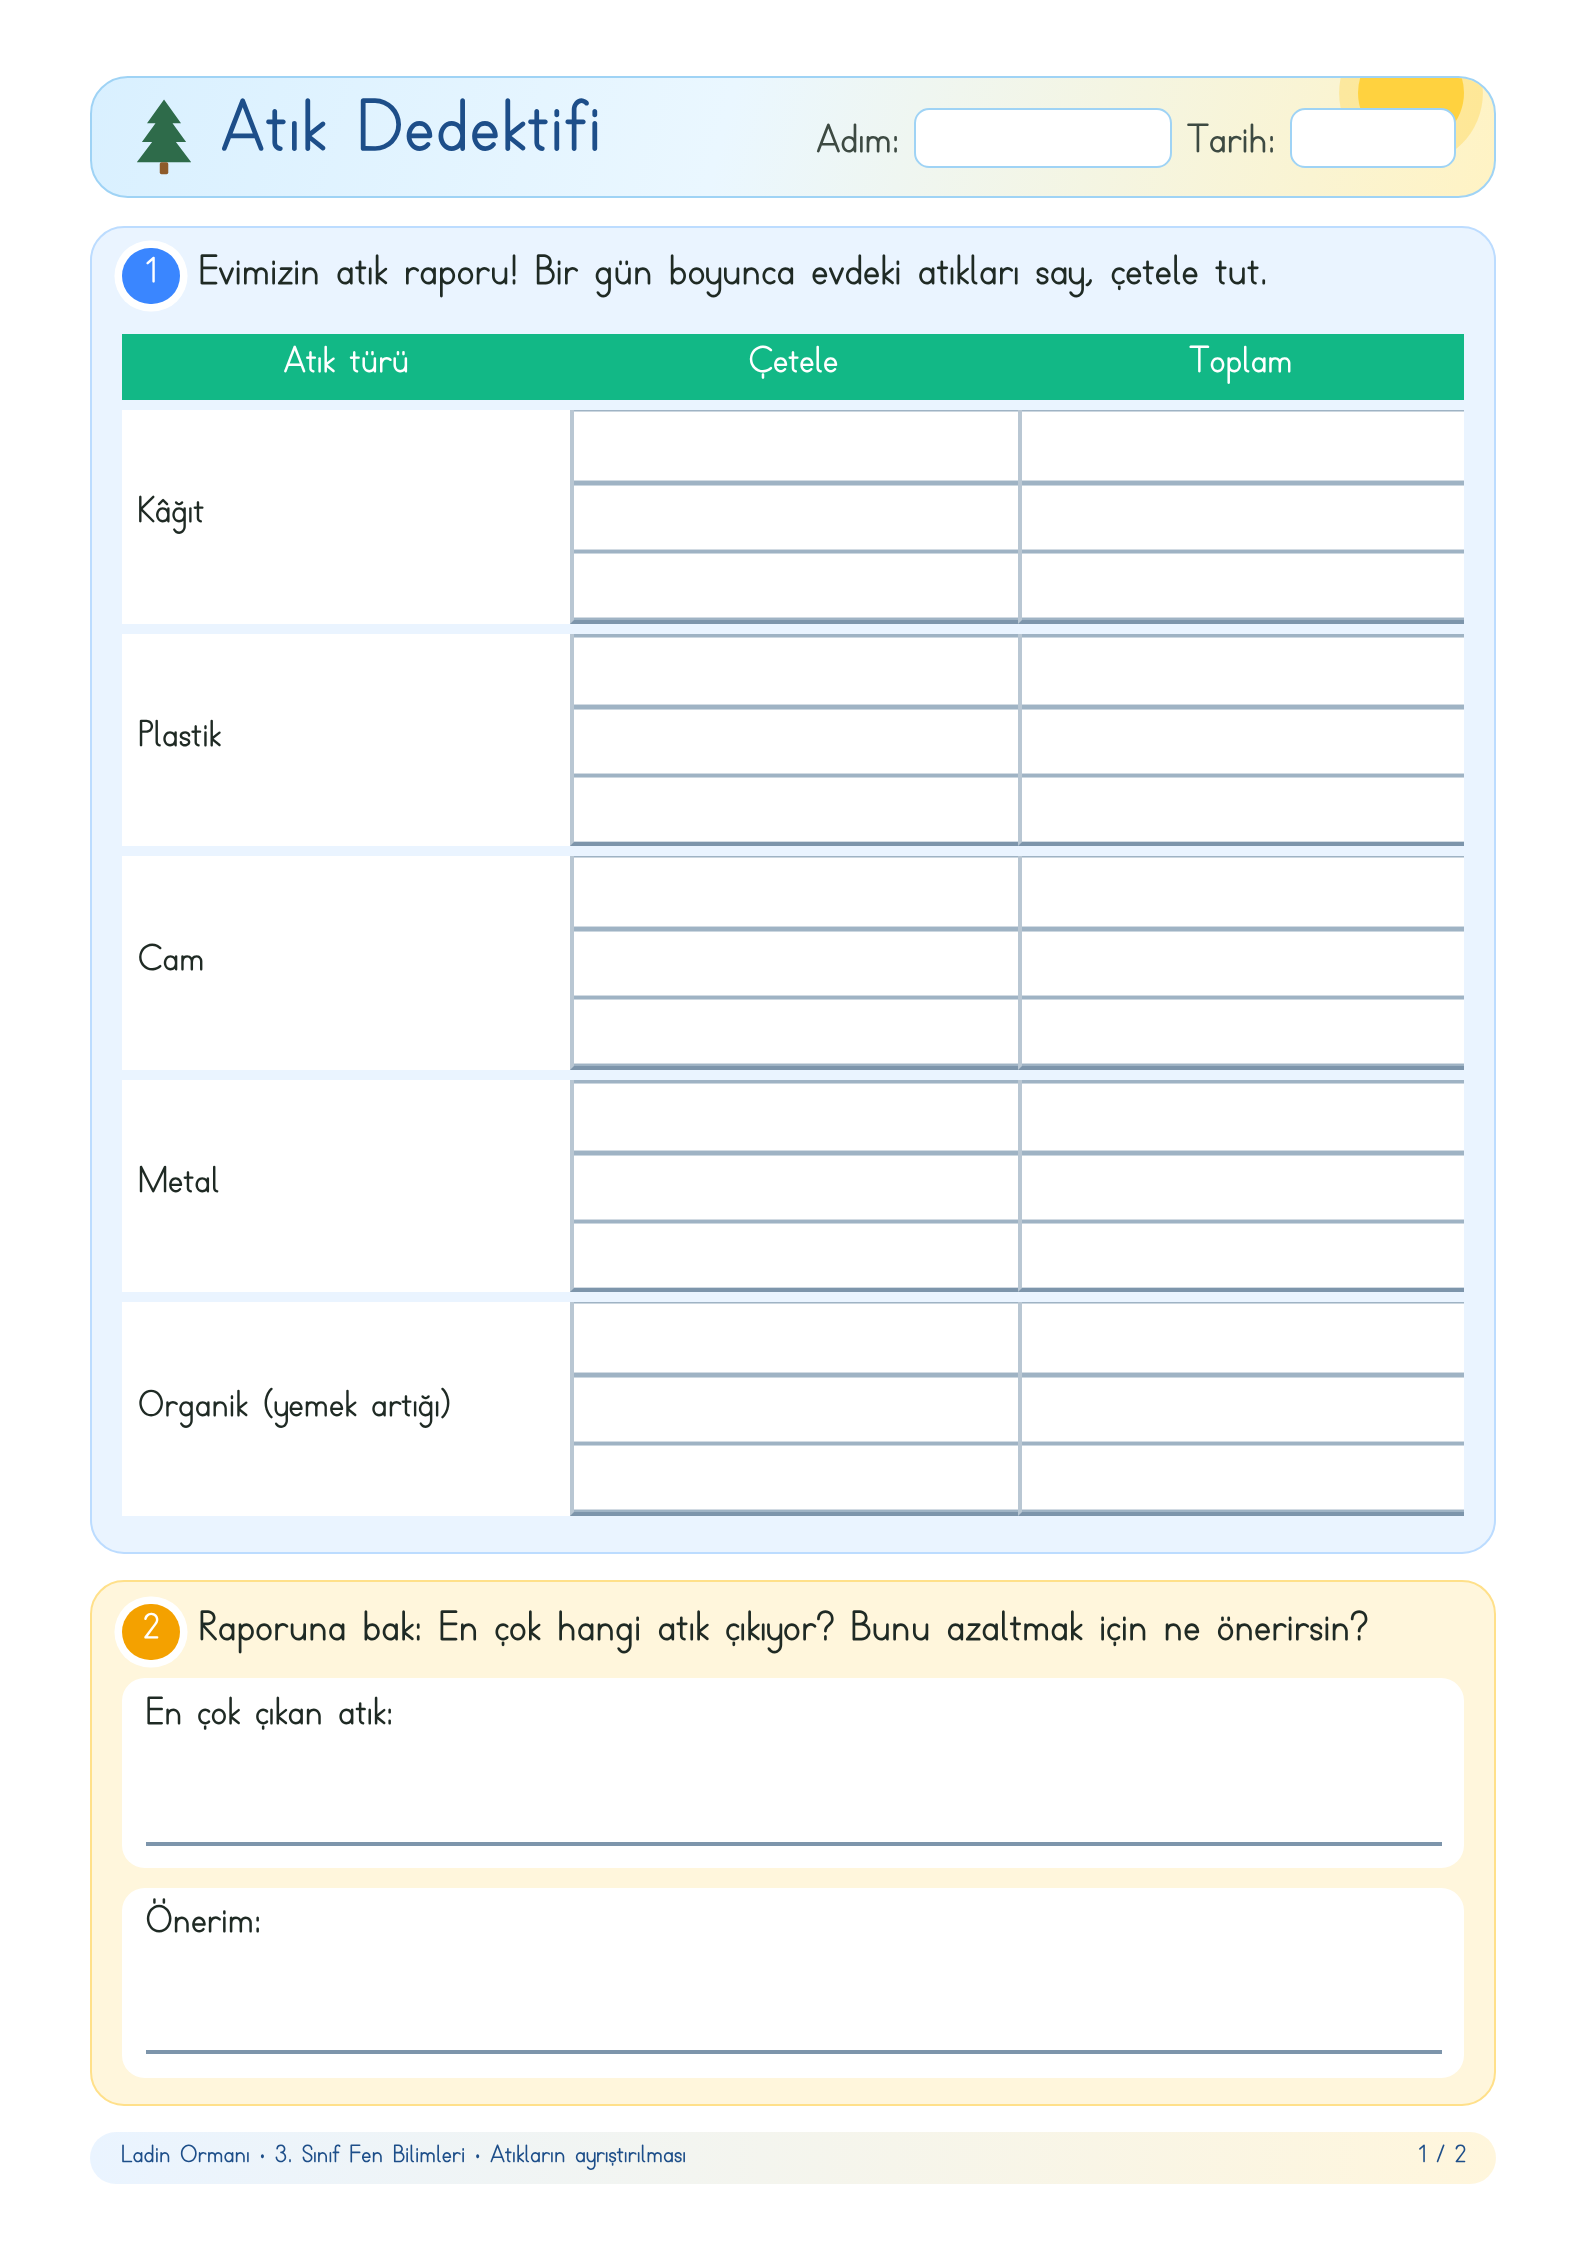 Atık Dedektifi
Adım:
Tarih:
1 Evimizin atık raporu! Bir gün boyunca evdeki atıkları say, çetele tut.
Atık türü Çetele Toplam
Kâğıt
Plastik
Cam
Metal
Organik (yemek artığı)
2 Raporuna bak: En çok hangi atık çıkıyor? Bunu azaltmak için ne önerirsin?
En çok çıkan atık:
Önerim:
Ladin Ormanı • 3. Sınıf Fen Bilimleri • Atıkların ayrıştırılması 1 / 2